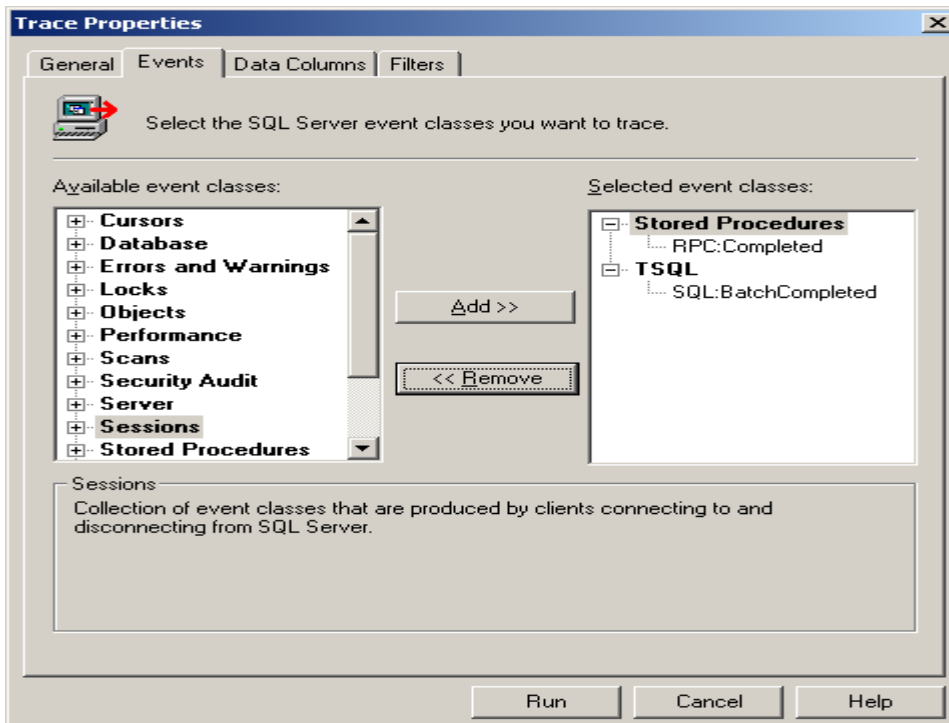 Trace Properties
General Events Data Columns Filters
Select the SQL Server event classes you want to trace.
Available event classes:
Cursors
Database
Errors and Warnings
Locks
Objects
Performance
Scans
Security Audit
Server
Sessions
Stored Procedures
Add >>
<< Remove
Selected event classes:
Stored Procedures
RPC:Completed
TSQL
SQL:BatchCompleted
Sessions
Collection of event classes that are produced by clients connecting to and
disconnecting from SQL Server.
Run Cancel Help